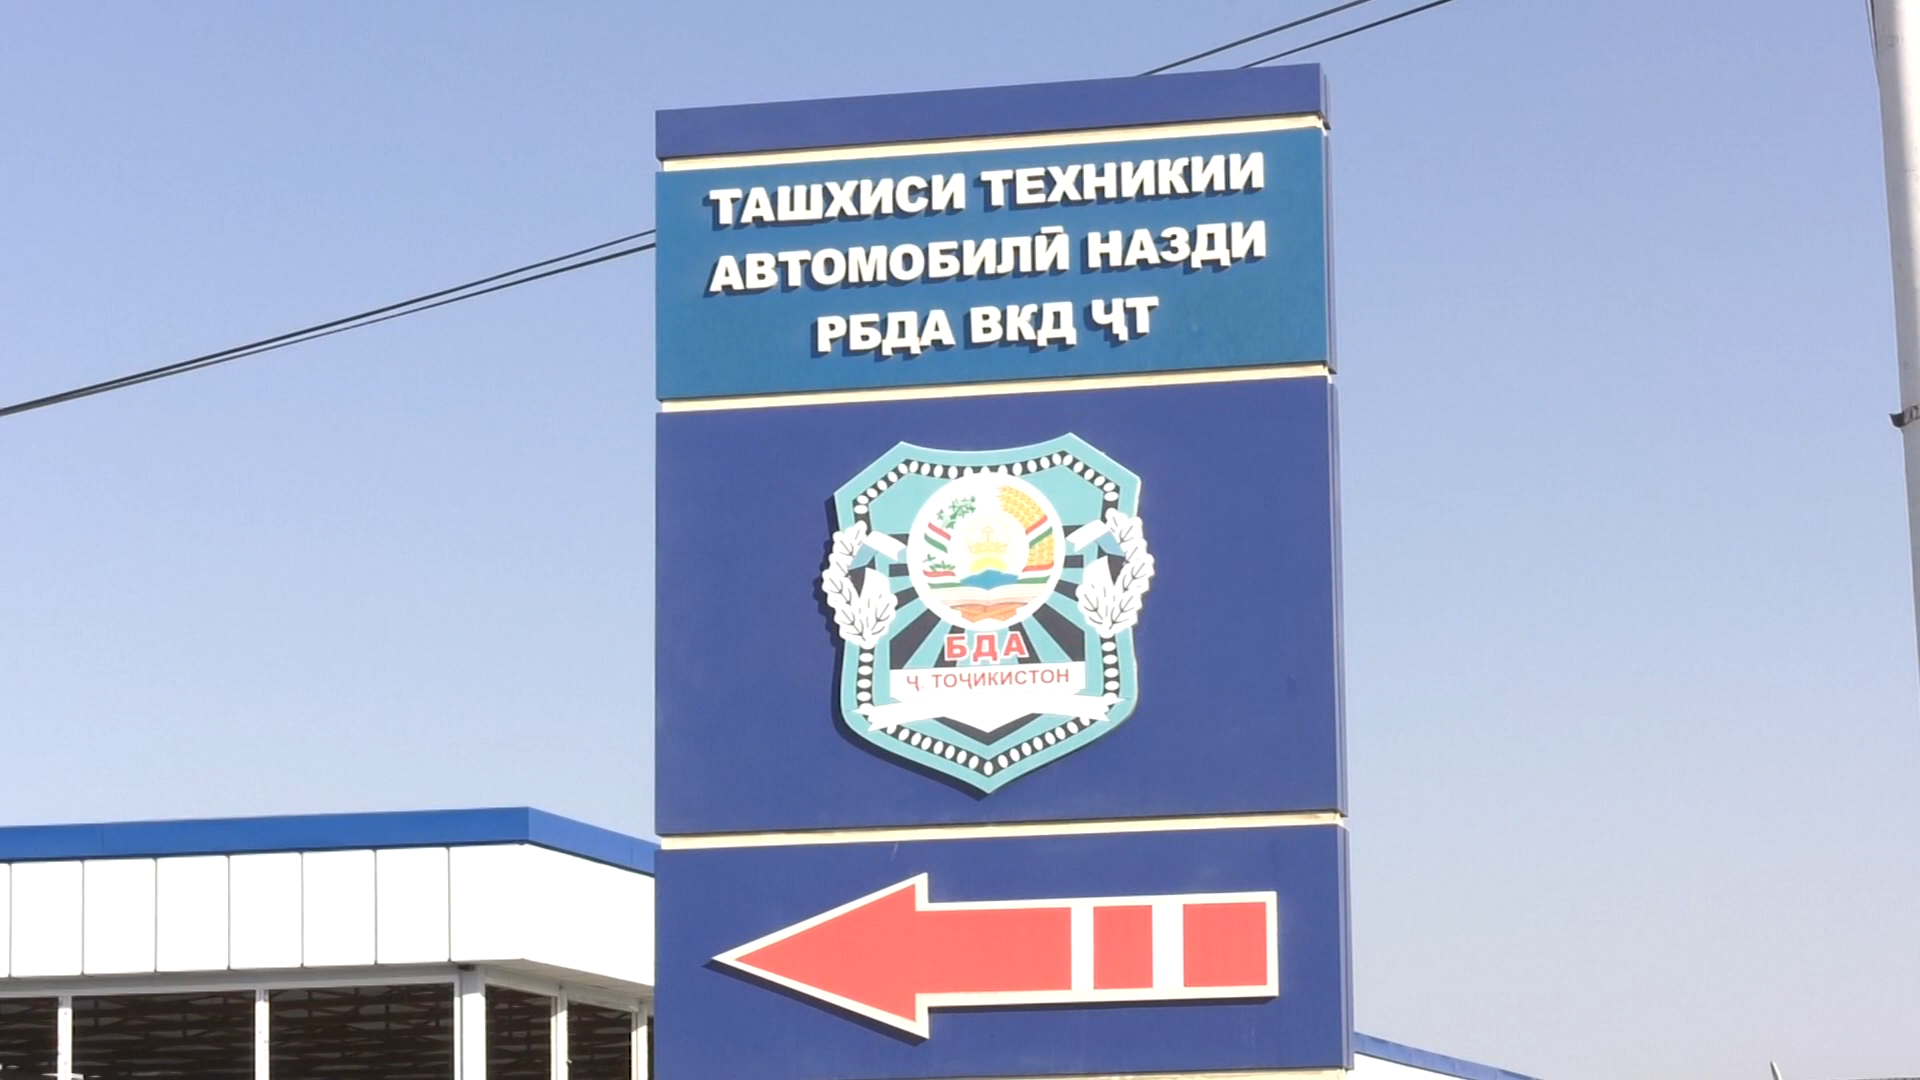 ТАШХИСИ ТЕХНИКИИ
АВТОМОБИЛӢ НАЗДИ
РБДА ВКД ҶТ
БДА
Ҷ. ТОҶИКИСТОН